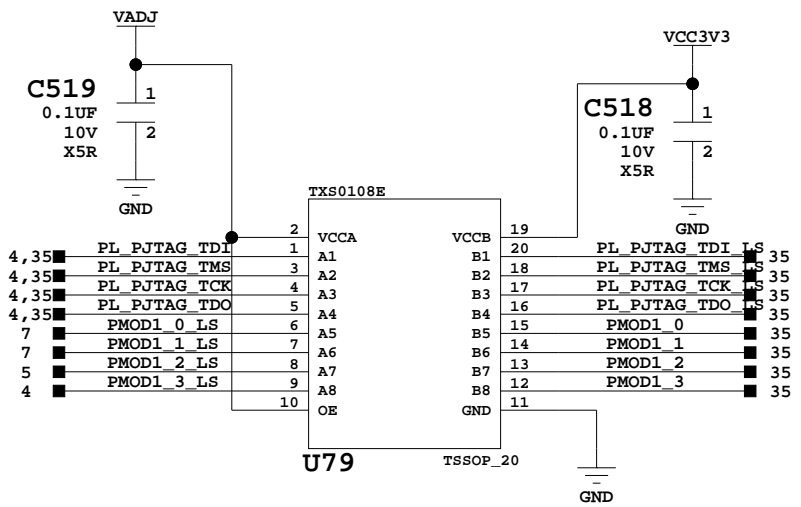 VADJ
VCC3V3
C519 1
0.1UF
10V 2
X5R
GND
C518 1
0.1UF
10V 2
X5R
GND
TXS0108E
2 VCCA VCCB 19
4,35 PL_PJTAG_TDI 1 A1 B1 20 PL_PJTAG_TDI_LS 35
4,35 PL_PJTAG_TMS 3 A2 B2 18 PL_PJTAG_TMS_LS 35
4,35 PL_PJTAG_TCK 4 A3 B3 17 PL_PJTAG_TCK_LS 35
4,35 PL_PJTAG_TDO 5 A4 B4 16 PL_PJTAG_TDO_LS 35
7 PMOD1_0_LS 6 A5 B5 15 PMOD1_0 35
7 PMOD1_1_LS 7 A6 B6 14 PMOD1_1 35
5 PMOD1_2_LS 8 A7 B7 13 PMOD1_2 35
4 PMOD1_3_LS 9 A8 B8 12 PMOD1_3 35
10 OE GND 11
U79 TSSOP_20
GND